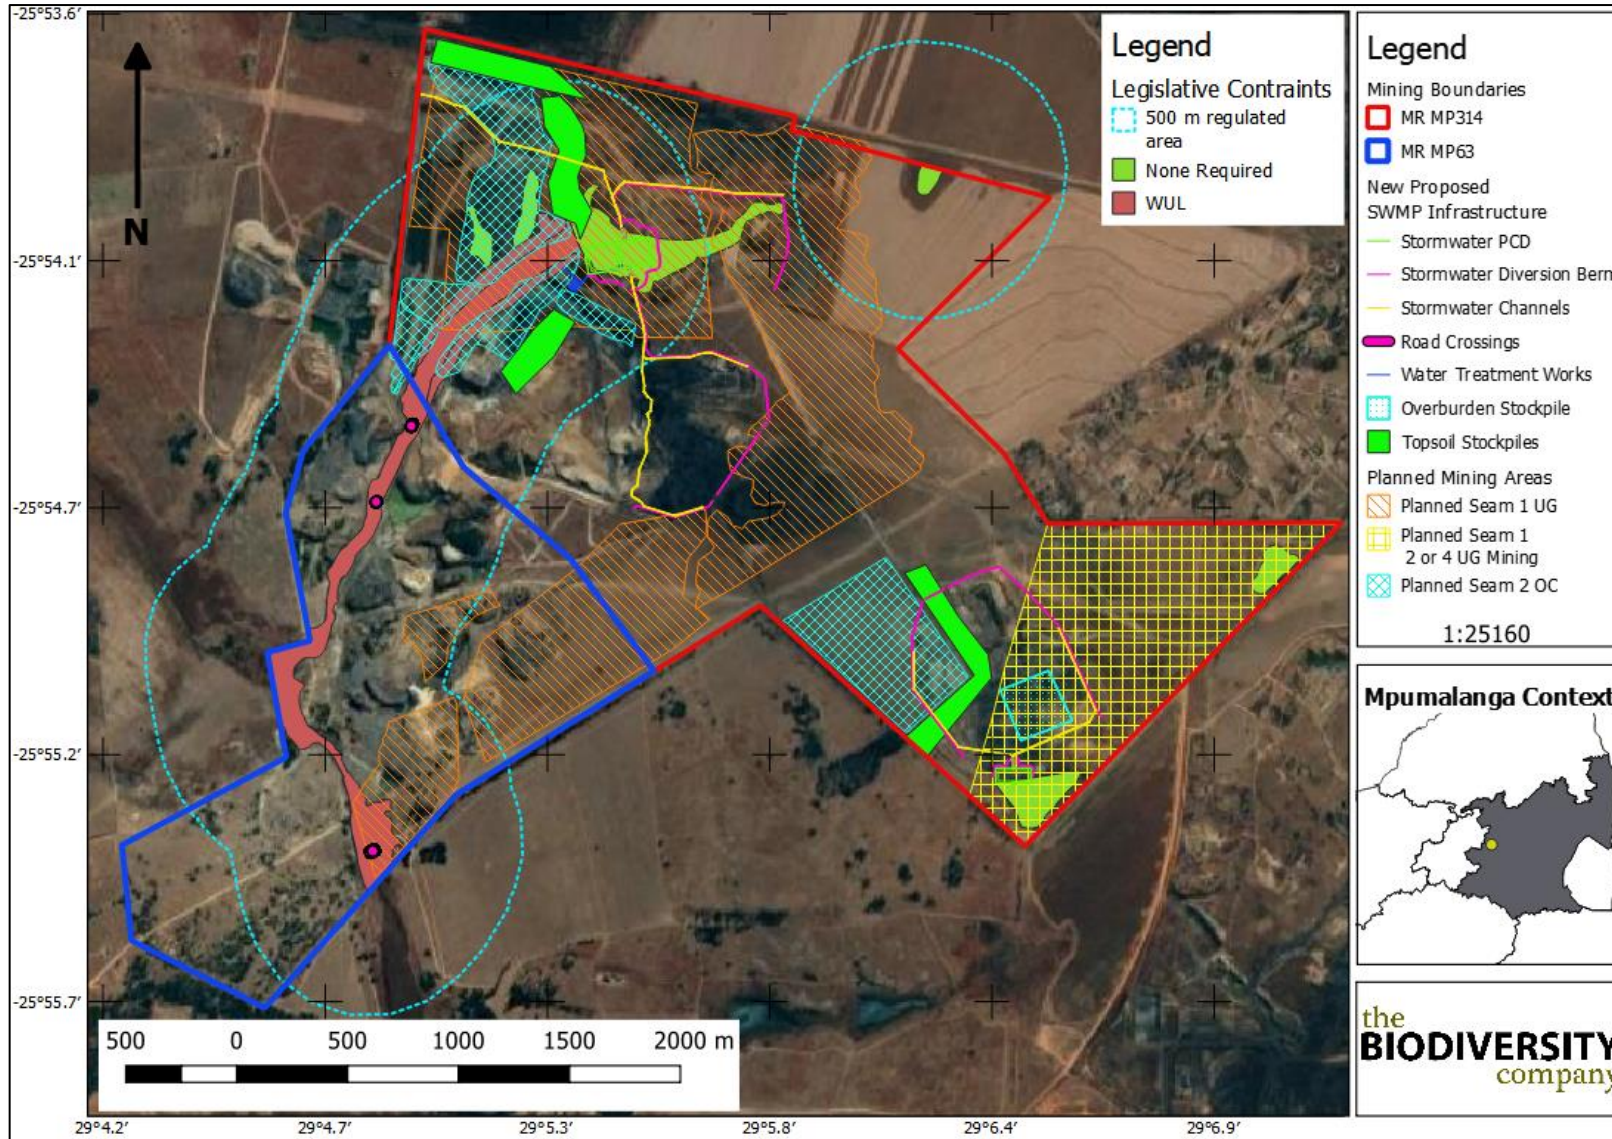 -25°53.6′
-25°54.1′
-25°54.7′
-25°55.2′
-25°55.7′
29°4.2′
29°4.7′
29°5.3′
29°5.8′
29°6.4′
29°6.9′
N
500 0 500 1000 1500 2000 m
Legend
Legislative Contraints
500 m regulated
area
None Required
WUL
Legend
Mining Boundaries
MR MP314
MR MP63
New Proposed
SWMP Infrastructure
Stormwater PCD
Stormwater Diversion Berm
Stormwater Channels
Road Crossings
Water Treatment Works
Overburden Stockpile
Topsoil Stockpiles
Planned Mining Areas
Planned Seam 1 UG
Planned Seam 1
2 or 4 UG Mining
Planned Seam 2 OC
1:25160
Mpumalanga Context
the
BIODIVERSITY
company